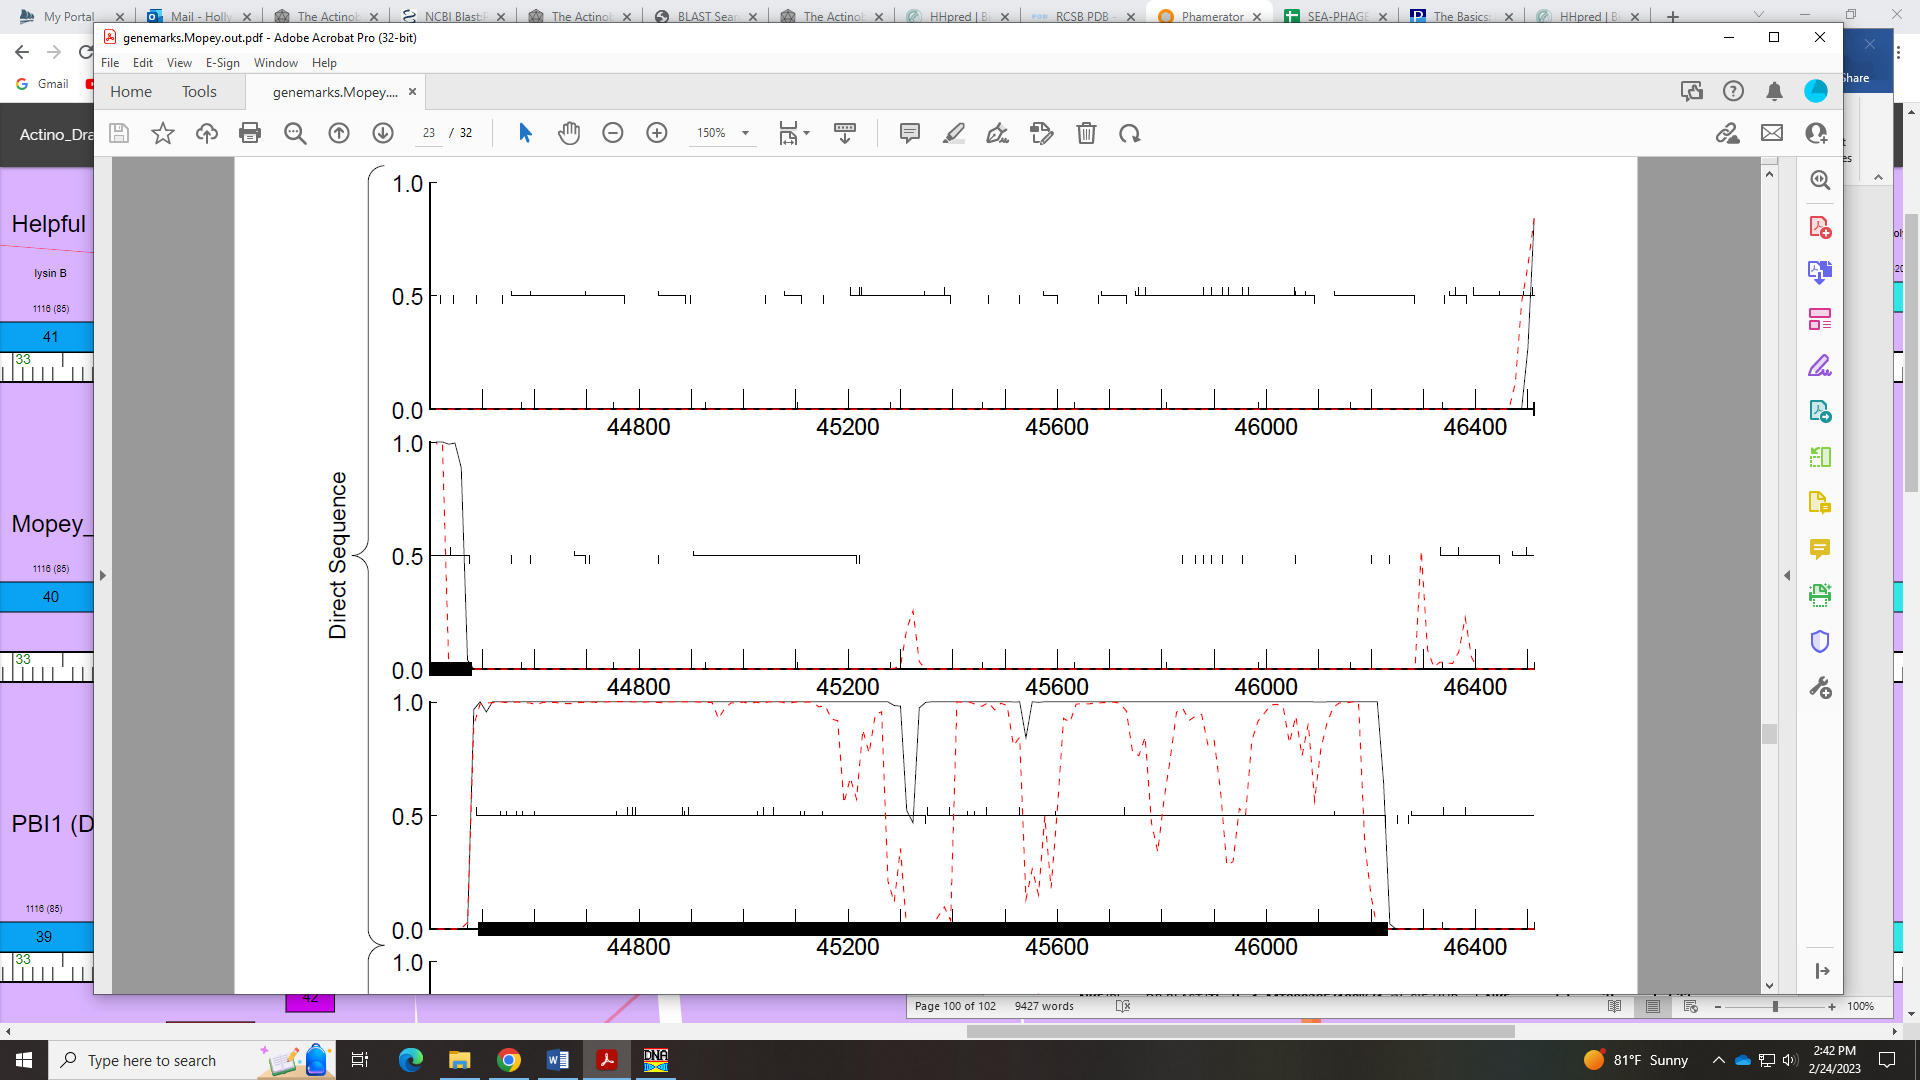 My Portal
Mail - Holly
The Actinob
NCBI Blast:F
The Actinob
BLAST Sear
The Actinob
HHpred | Bi
RCSB PDB -
Phamerator
SEA-PHAGE
The Basics:
HHpred | Bi
genemarks.Mopey.out.pdf - Adobe Acrobat Pro (32-bit)
File Edit View E-Sign Window Help
Gmail
Share
Home Tools genemarks.Mopey....
Actino_Dra
23 / 32 150%
Helpful
lysin B
1116 (85)
41
33
Mopey_
1116 (85)
40
33
PBI1 (D
1116 (85)
39
33
42
Direct Sequence
1.0
0.5
0.0
44800 45200 45600 46000 46400
1.0
0.5
0.0
44800 45200 45600 46000 46400
1.0
0.5
0.0
44800 45200 45600 46000 46400
1.0
Page 100 of 102 9427 words 100%
Type here to search
DNA
81°F Sunny
2:42 PM
2/24/2023